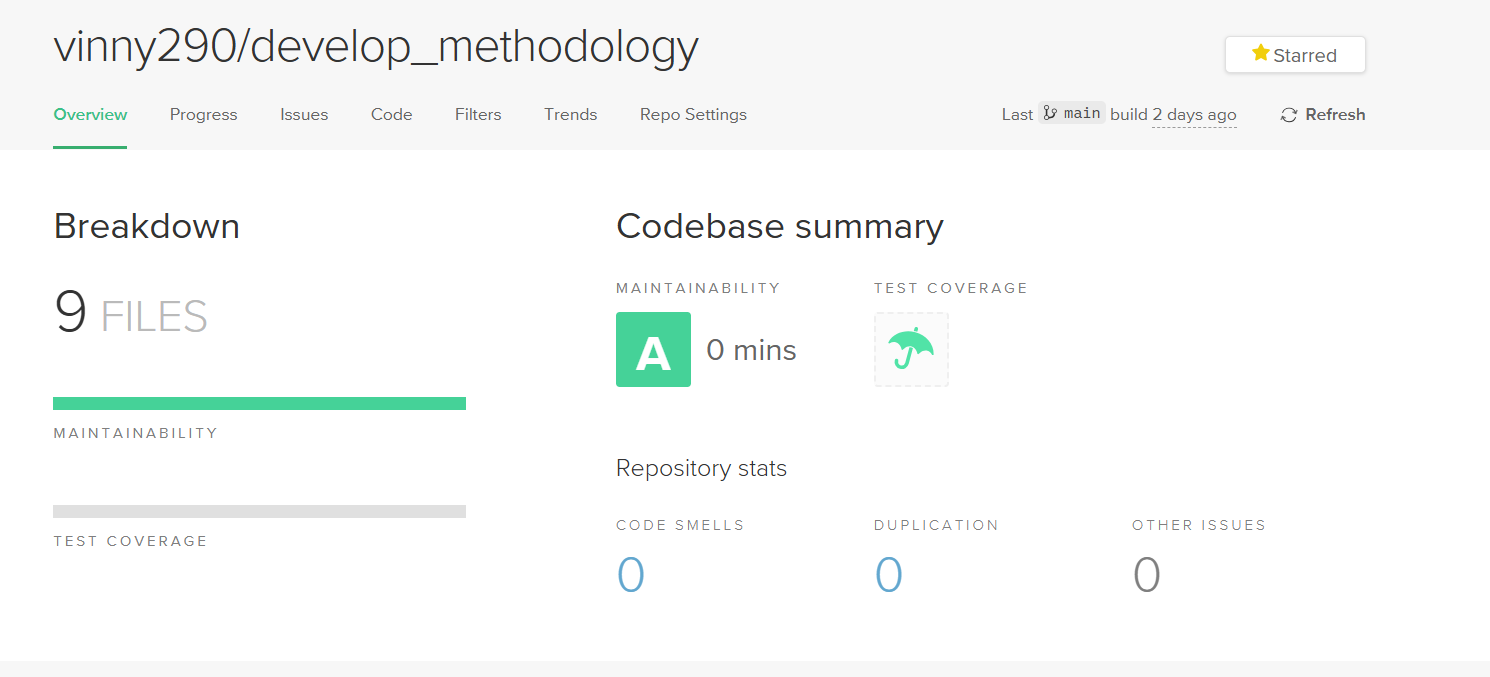 vinny290/develop_methodology
Starred
Overview Progress Issues Code Filters Trends Repo Settings
Last main build 2 days ago Refresh
Breakdown
9 FILES
MAINTAINABILITY
TEST COVERAGE
Codebase summary
MAINTAINABILITY
A 0 mins
TEST COVERAGE
Repository stats
CODE SMELLS
0
DUPLICATION
0
OTHER ISSUES
0